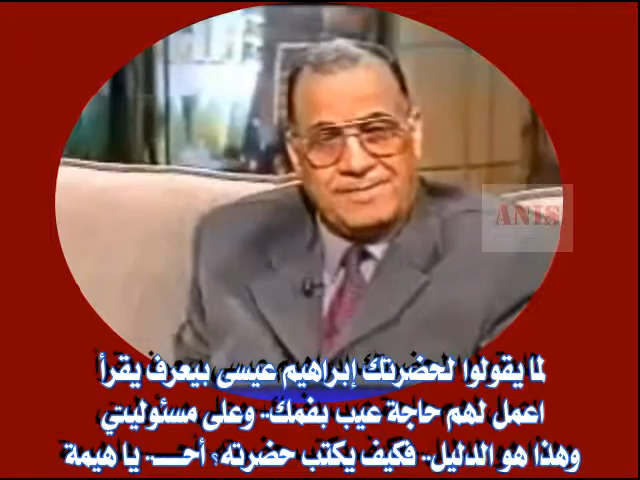 ANIS
لما يقولوا لحضرتك إبراهيم عيسى بيعرف يقرأ
اعمل لهم حاجة عيب بفمك.. وعلى مسئوليتي
وهذا هو الدليل.. فكيف يكتب حضرته؟ أحـــ.. يا هيمة